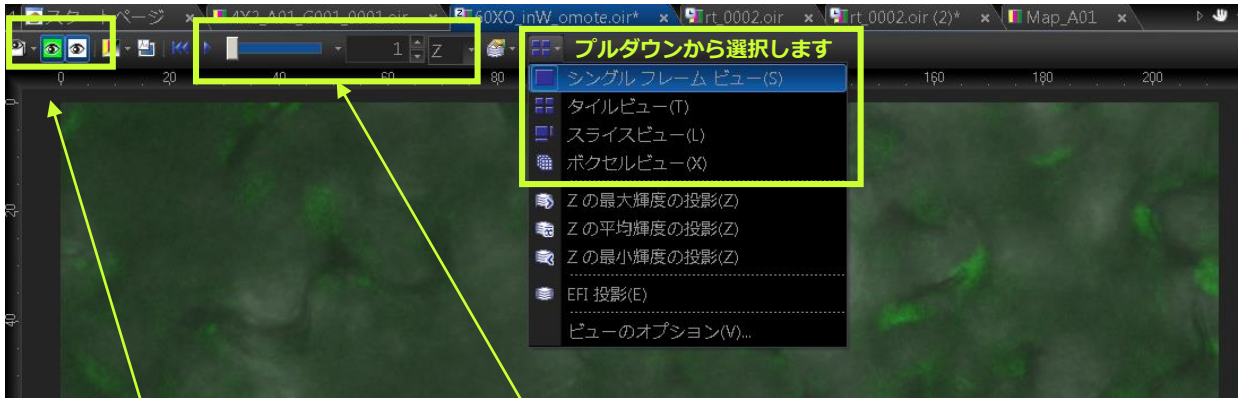 スタートページ × 4X2_A01_G001_0001.oir × 60XO_inW_omote.oir* × rt_0002.oir × rt_0002.oir (2)* × Map_A01 ×
1 Z プルダウンから選択します
0 20 40 60 80 160 180 200
シングル フレーム ビュー(S)
タイルビュー(T)
スライスビュー(L)
ボクセルビュー(X)
Z の最大輝度の投影(Z)
Z の平均輝度の投影(Z)
Z の最小輝度の投影(Z)
EFI 投影(E)
ビューのオプション(V)...
0
20
40